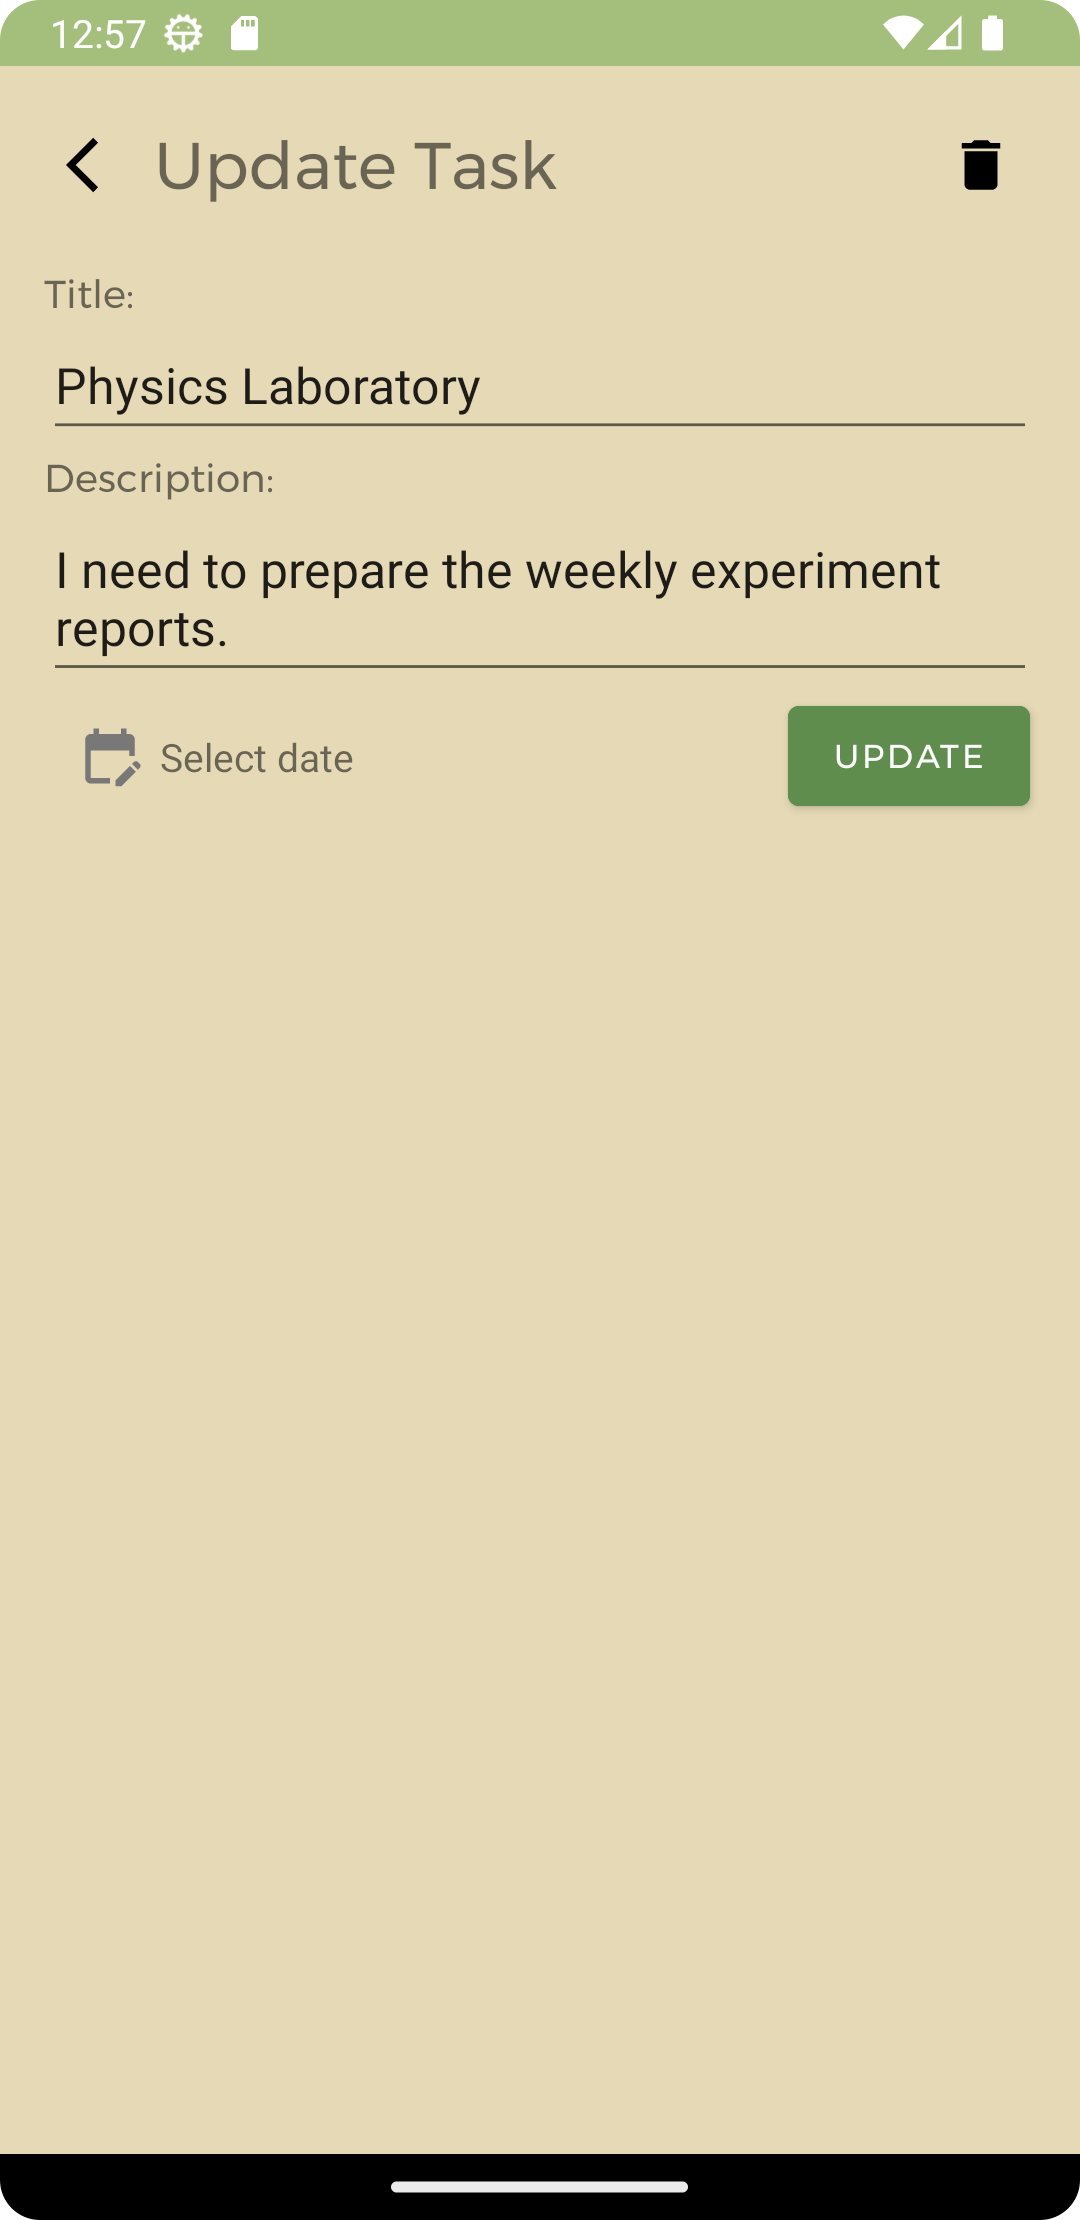 12:57
Update Task
Title:
Physics Laboratory
Description:
I need to prepare the weekly experiment
reports.
Select date
UPDATE